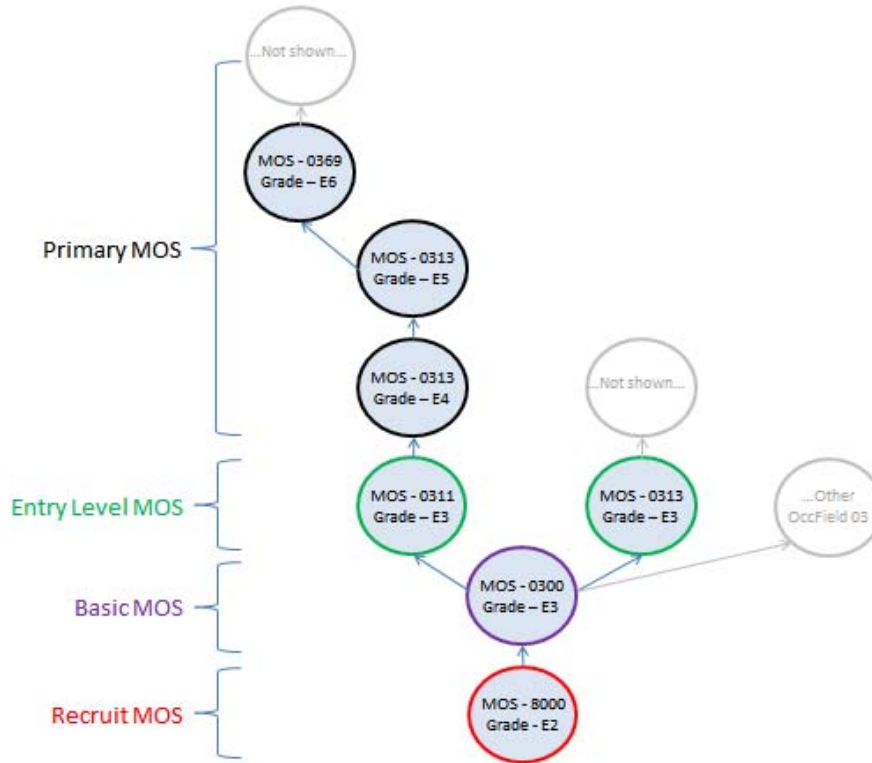 ...Not shown...
MOS - 0369
Grade – E6
Primary MOS
MOS - 0313
Grade – E5
MOS - 0313
Grade – E4
...Not shown...
Entry Level MOS
MOS - 0311
Grade – E3
MOS - 0313
Grade – E3
...Other
OccField 03
Basic MOS
MOS - 0300
Grade – E3
Recruit MOS
MOS - 8000
Grade - E2